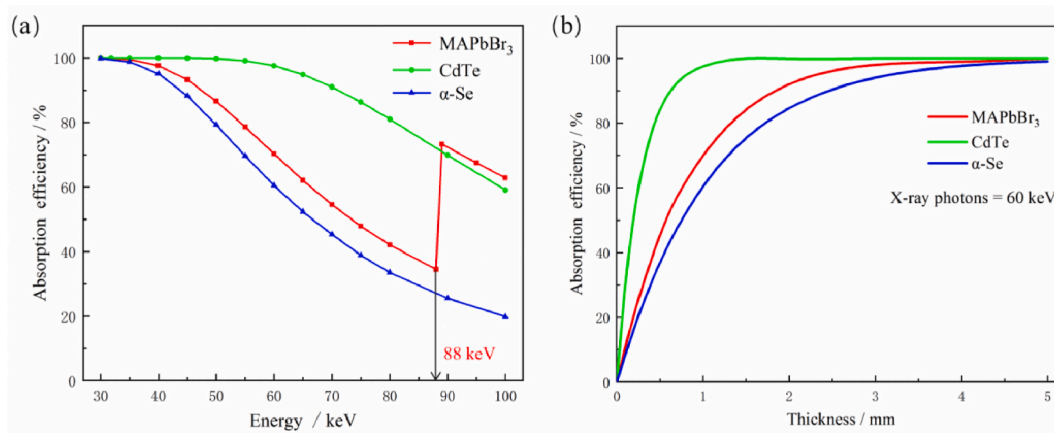 (a)
MAPbBr₃
CdTe
α-Se
Absorption efficiency / %
100
80
60
40
20
0
88 keV
30 40 50 60 70 80 90 100
Energy / keV
(b)
Absorption efficiency / %
100
80
60
40
20
0
MAPbBr₃
CdTe
α-Se
X-ray photons = 60 keV
0 1 2 3 4 5
Thickness / mm